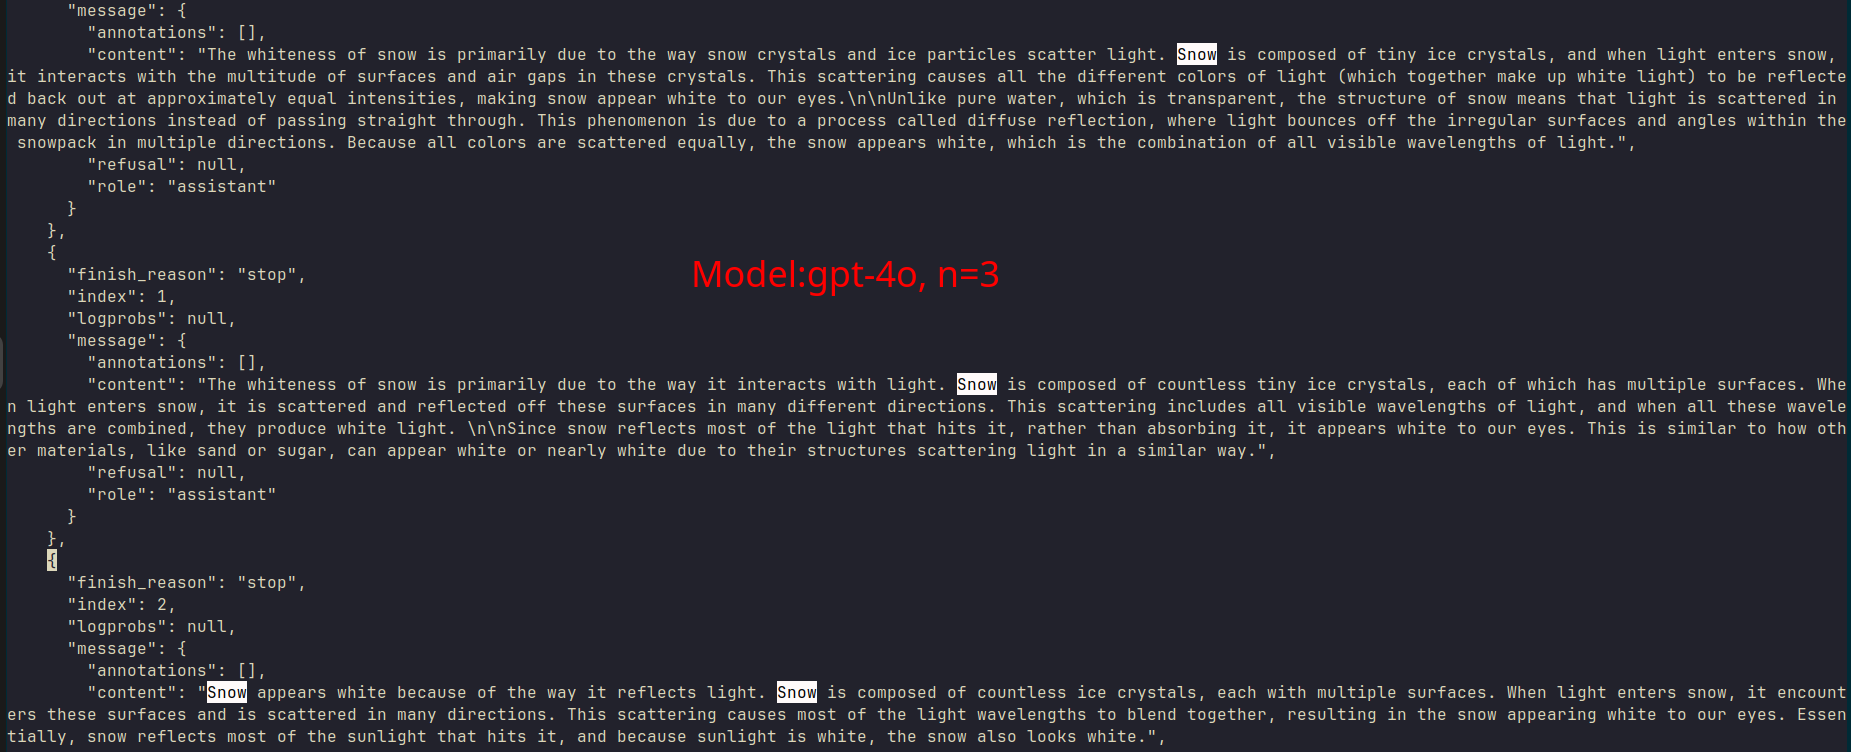 "message": {
"annotations": [],
"content": "The whiteness of snow is primarily due to the way snow crystals and ice particles scatter light. Snow is composed of tiny ice crystals, and when light enters snow,
it interacts with the multitude of surfaces and air gaps in these crystals. This scattering causes all the different colors of light (which together make up white light) to be reflecte
d back out at approximately equal intensities, making snow appear white to our eyes.\n\nUnlike pure water, which is transparent, the structure of snow means that light is scattered in
many directions instead of passing straight through. This phenomenon is due to a process called diffuse reflection, where light bounces off the irregular surfaces and angles within the
snowpack in multiple directions. Because all colors are scattered equally, the snow appears white, which is the combination of all visible wavelengths of light.",
"refusal": null,
"role": "assistant"
}
},
{
"finish_reason": "stop",
Model:gpt-4o, n=3
"index": 1,
"logprobs": null,
"message": {
"annotations": [],
"content": "The whiteness of snow is primarily due to the way it interacts with light. Snow is composed of countless tiny ice crystals, each of which has multiple surfaces. Whe
n light enters snow, it is scattered and reflected off these surfaces in many different directions. This scattering includes all visible wavelengths of light, and when all these wavele
ngths are combined, they produce white light. \n\nSince snow reflects most of the light that hits it, rather than absorbing it, it appears white to our eyes. This is similar to how oth
er materials, like sand or sugar, can appear white or nearly white due to their structures scattering light in a similar way.",
"refusal": null,
"role": "assistant"
}
},
{
"finish_reason": "stop",
"index": 2,
"logprobs": null,
"message": {
"annotations": [],
"content": "Snow appears white because of the way it reflects light. Snow is composed of countless ice crystals, each with multiple surfaces. When light enters snow, it encount
ers these surfaces and is scattered in many directions. This scattering causes most of the light wavelengths to blend together, resulting in the snow appearing white to our eyes. Essen
tially, snow reflects most of the sunlight that hits it, and because sunlight is white, the snow also looks white.",